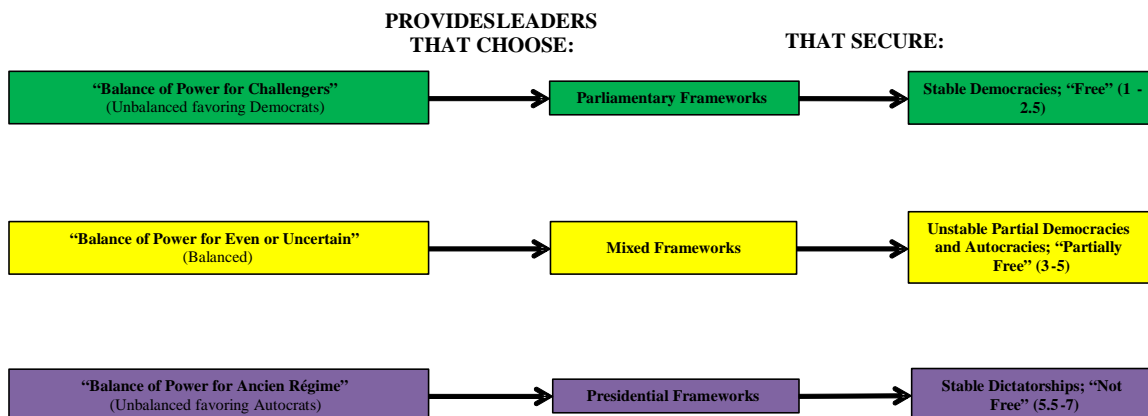 PROVIDESLEADERS
THAT CHOOSE:
THAT SECURE:
“Balance of Power for Challengers”
(Unbalanced favoring Democrats)
Parliamentary Frameworks
Stable Democracies; “Free” (1 -
2.5)
“Balance of Power for Even or Uncertain”
(Balanced)
Mixed Frameworks
Unstable Partial Democracies
and Autocracies; “Partially
Free” (3-5)
“Balance of Power for Ancien Régime”
(Unbalanced favoring Autocrats)
Presidential Frameworks
Stable Dictatorships; “Not
Free” (5.5-7)